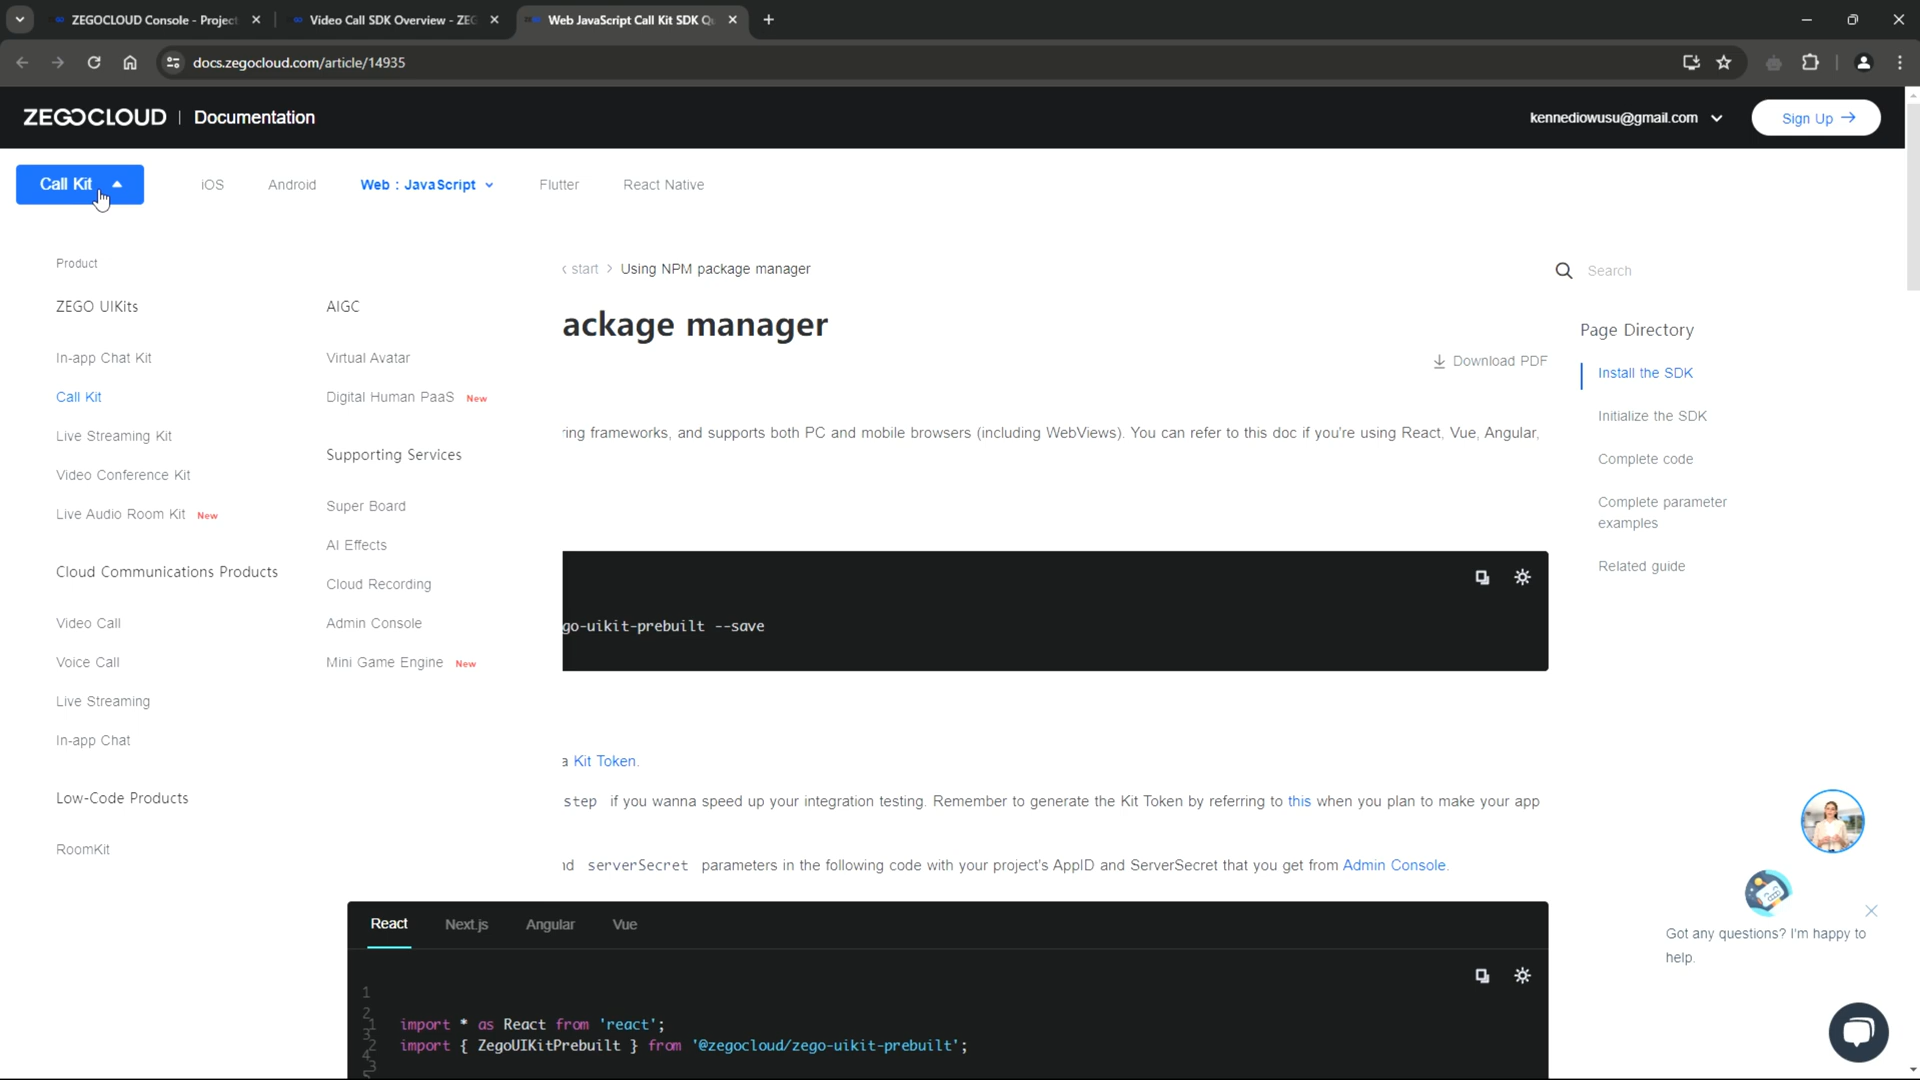 ZEGOCLOUD Console - Project
Video Call SDK Overview - ZEG
Web JavaScript Call Kit SDK Q
docs.zegocloud.com/article/14935
ZEGOCLOUD | Documentation
kennediowusu@gmail.com
Sign Up →
Call Kit
iOS
Android
Web : JavaScript
Flutter
React Native
Product
ZEGO UIKits
In-app Chat Kit
Call Kit
Live Streaming Kit
Video Conference Kit
Live Audio Room Kit New
Cloud Communications Products
Video Call
Voice Call
Live Streaming
In-app Chat
Low-Code Products
RoomKit
AIGC
Virtual Avatar
Digital Human PaaS New
Supporting Services
Super Board
AI Effects
Cloud Recording
Admin Console
Mini Game Engine New
start > Using NPM package manager
ackage manager
Download PDF
ring frameworks, and supports both PC and mobile browsers (including WebViews). You can refer to this doc if you're using React, Vue, Angular,
go-uikit-prebuilt --save
a Kit Token.
step if you wanna speed up your integration testing. Remember to generate the Kit Token by referring to this when you plan to make your app
nd serverSecret parameters in the following code with your project's AppID and ServerSecret that you get from Admin Console.
React
Next.js
Angular
Vue
import * as React from 'react';
import { ZegoUIKitPrebuilt } from '@zegocloud/zego-uikit-prebuilt';
Search
Page Directory
Install the SDK
Initialize the SDK
Complete code
Complete parameter
examples
Related guide
Got any questions? I'm happy to
help.